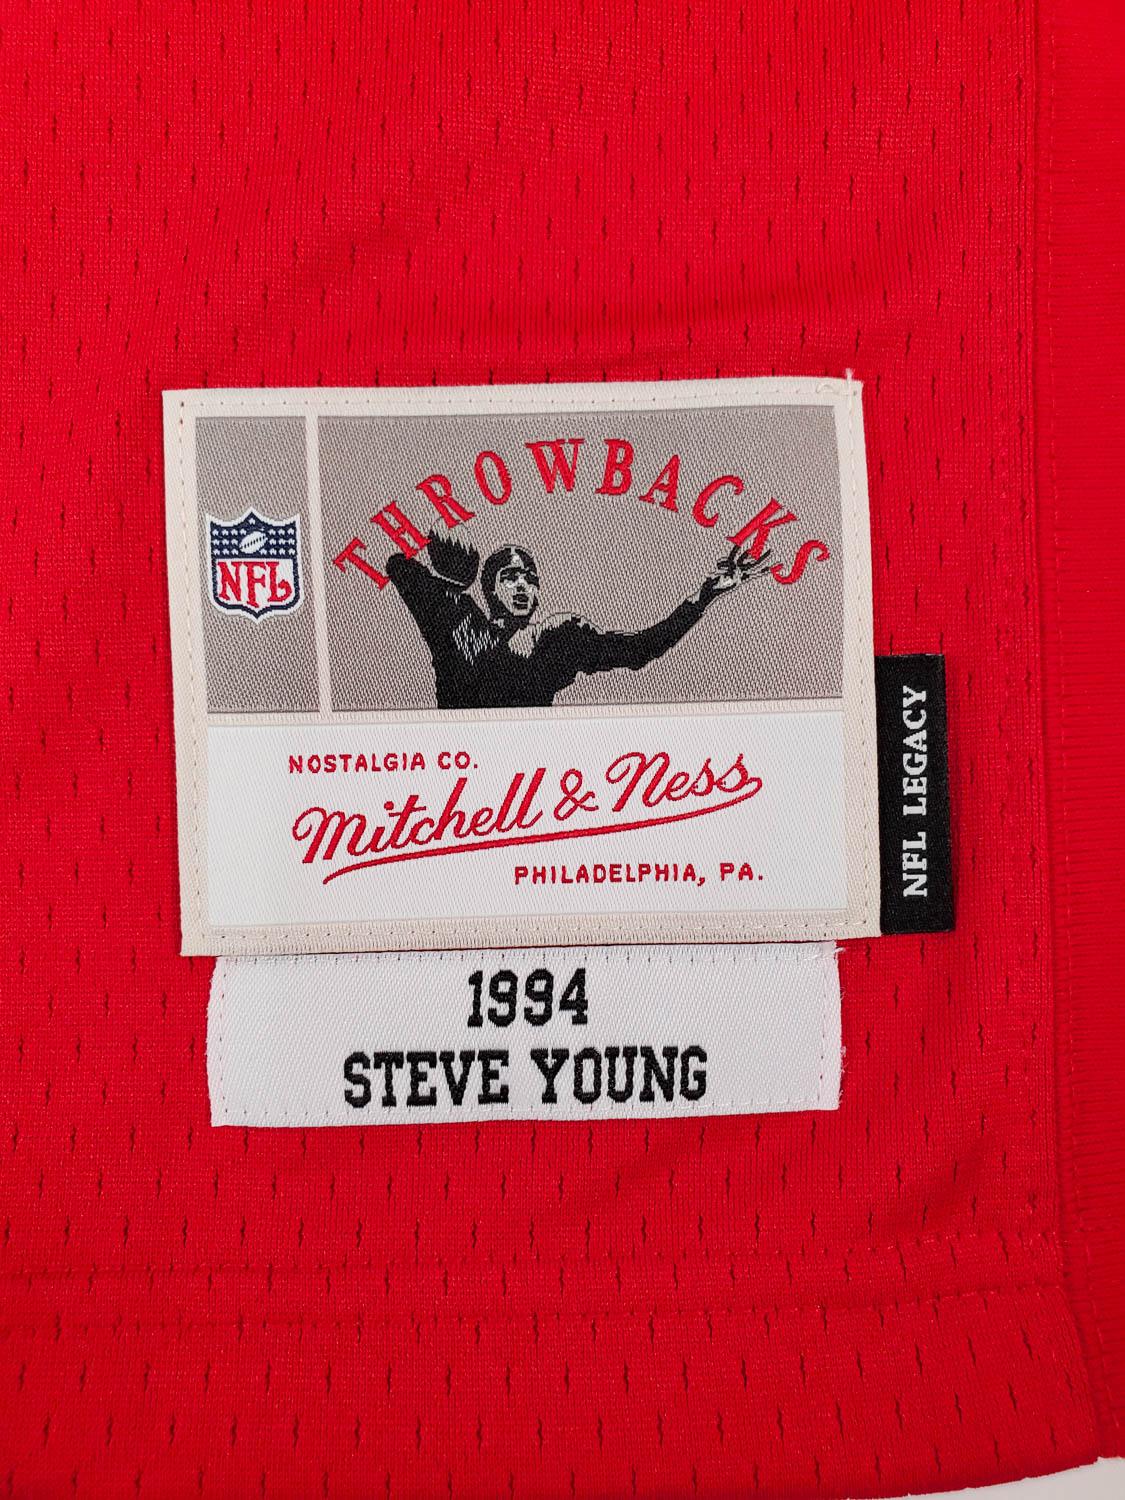 THROWBACKS
NFL
NOSTALGIA CO.
Mitchell & Ness
PHILADELPHIA, PA.
NFL LEGACY
1994
STEVE YOUNG